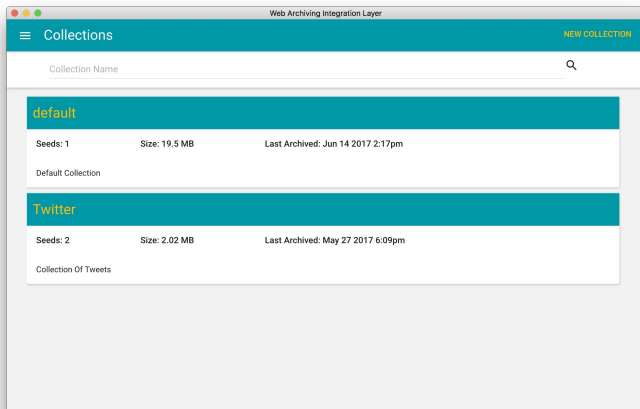 Web Archiving Integration Layer
Collections
NEW COLLECTION
Collection Name
default
Seeds: 1 Size: 19.5 MB Last Archived: Jun 14 2017 2:17pm
Default Collection
Twitter
Seeds: 2 Size: 2.02 MB Last Archived: May 27 2017 6:09pm
Collection Of Tweets